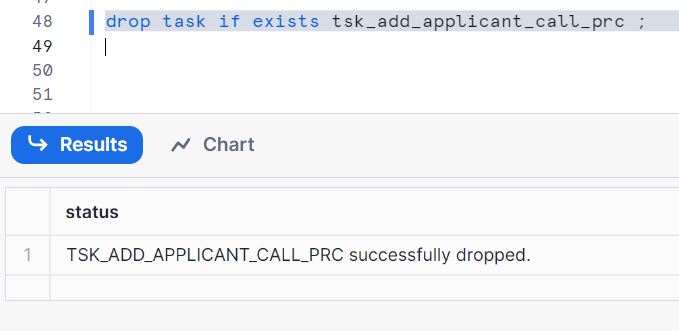 48 drop task if exists tsk_add_applicant_call_prc ;
49
50
51
Results Chart
status
1 TSK_ADD_APPLICANT_CALL_PRC successfully dropped.